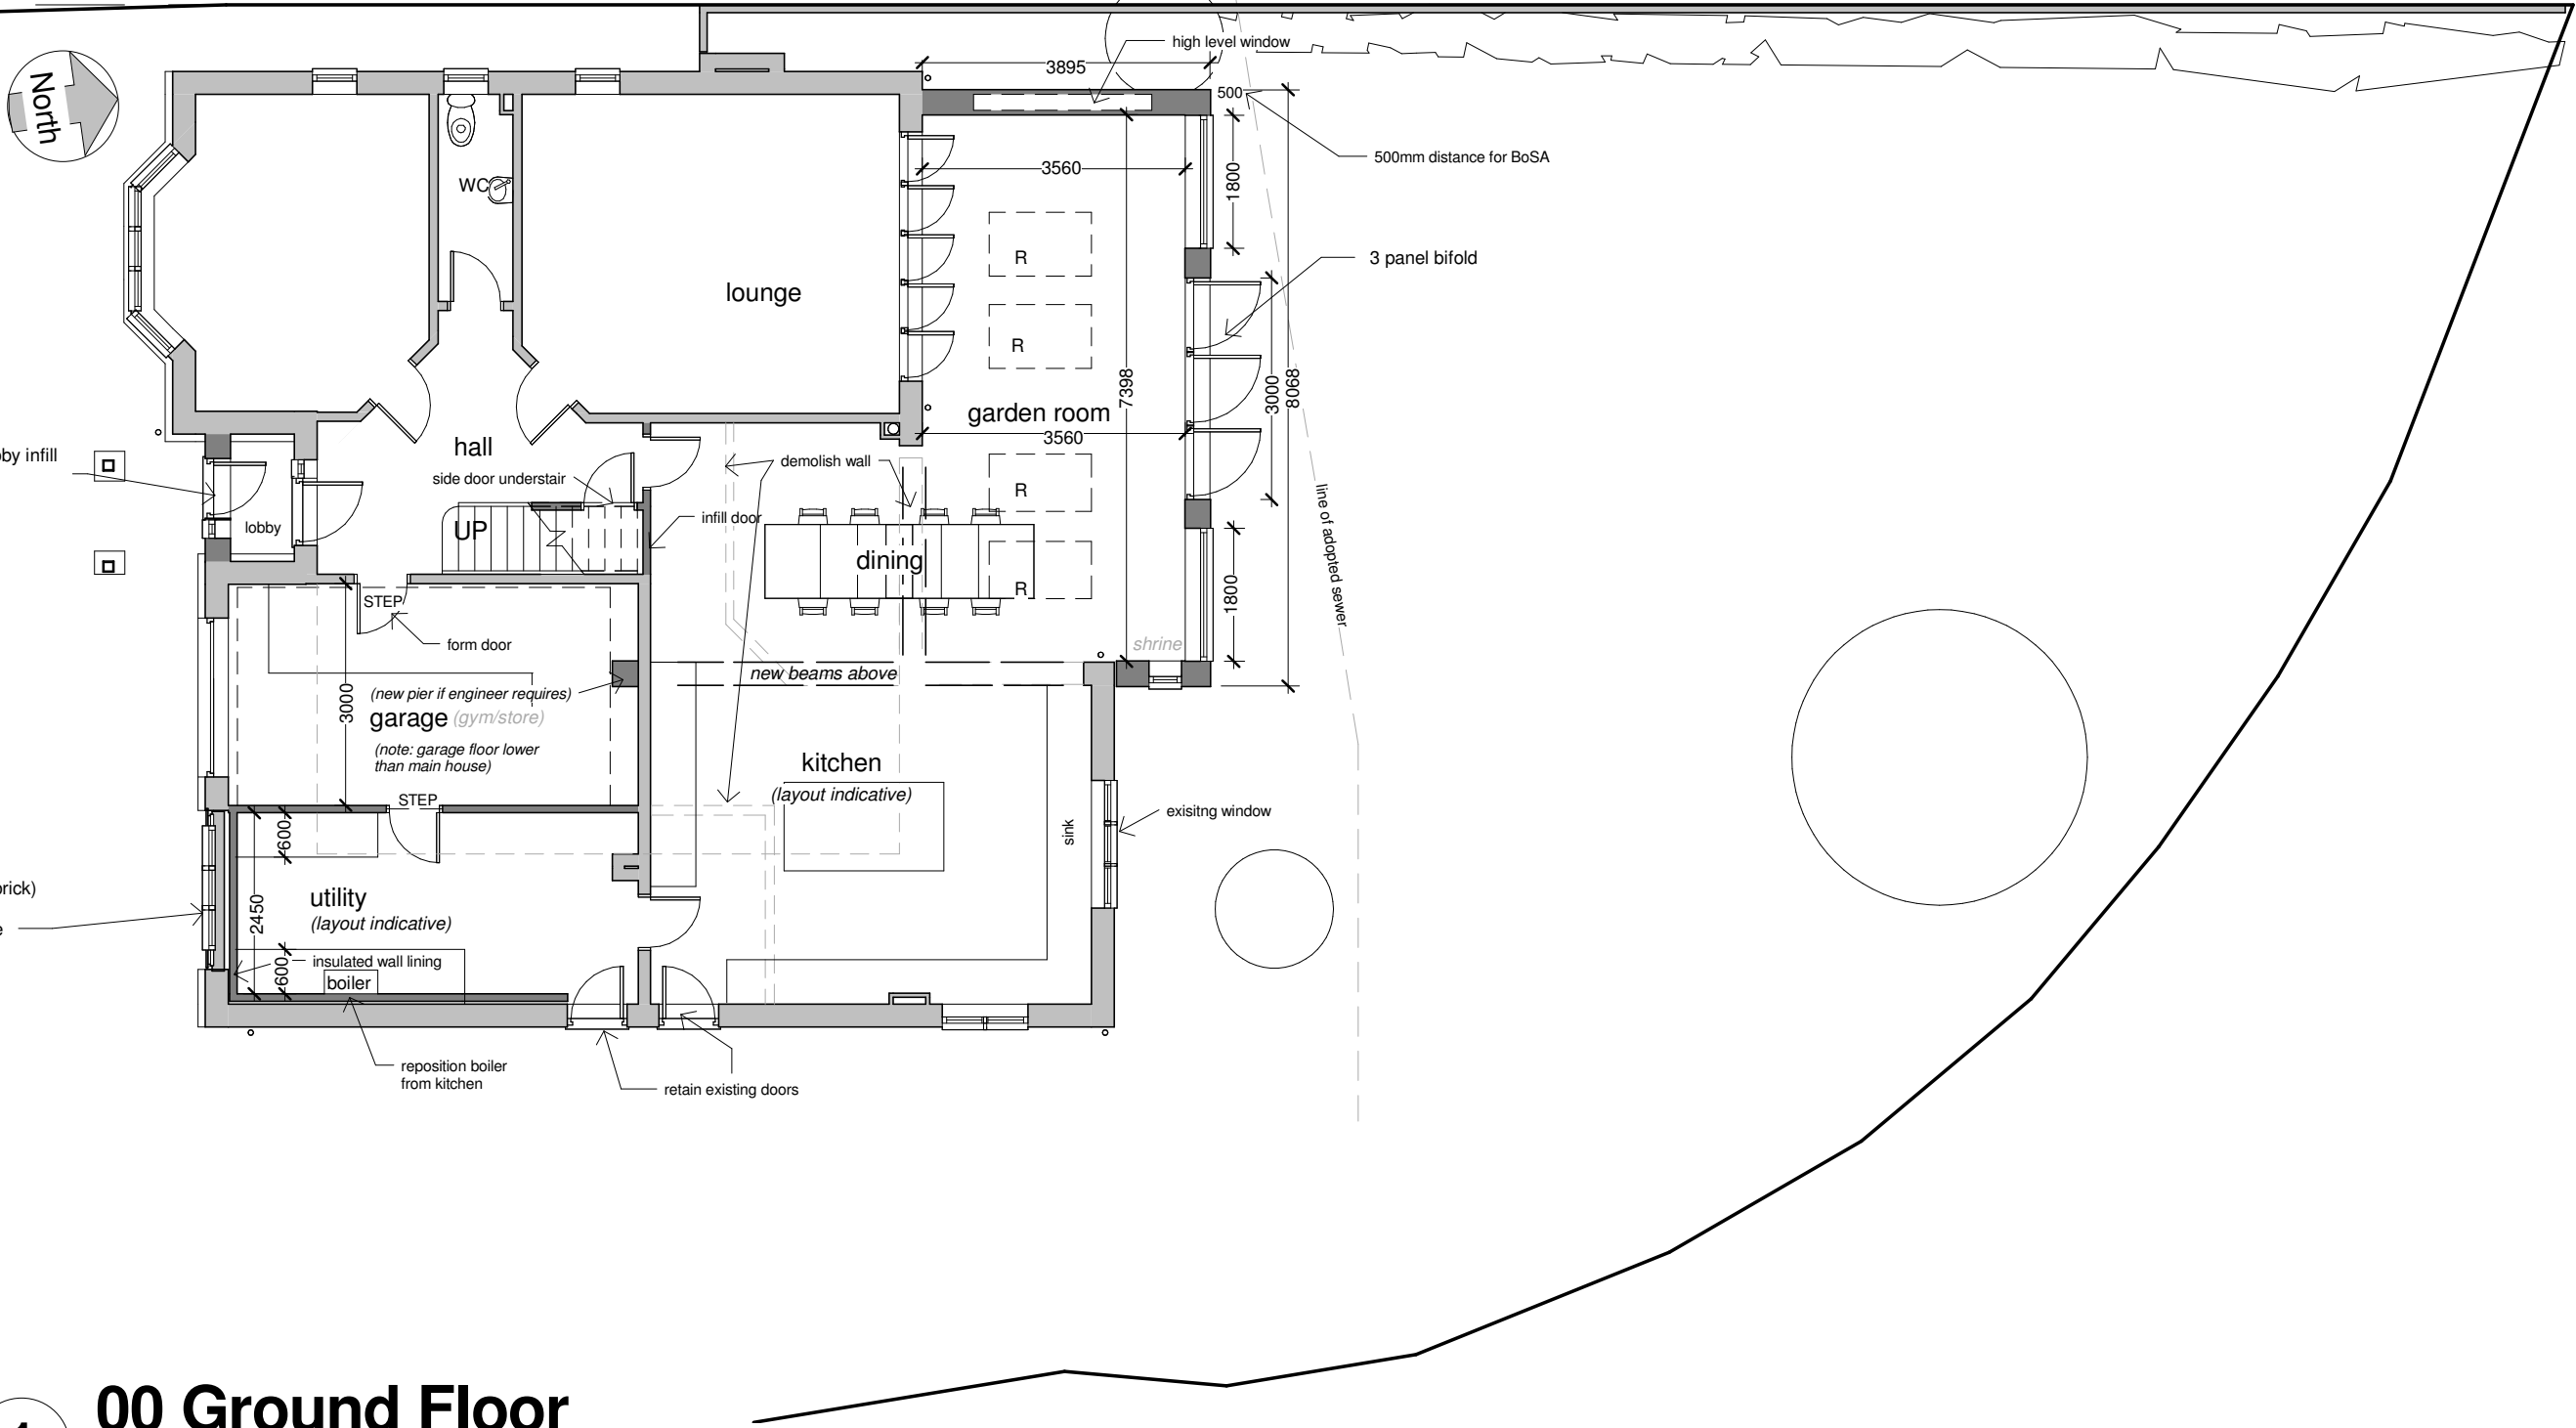 high level window
3895
North
500
500mm distance for BoSA
3560
1800
WC
R
3 panel bifold
lounge
R
7398
3000
8068
garden room
3560
hall
by infill
demolish wall
side door understair
R
infill door
lobby
UP
line of adopted sewer
dining
R
1800
STEP
form door
shrine
new beams above
(new pier if engineer requires)
3000
garage (gym/store)
(note: garage floor lower
than main house)
kitchen
(layout indicative)
STEP
exisitng window
600
sink
rick)
utility
2450
(layout indicative)
e
insulated wall lining
600
boiler
reposition boiler
from kitchen
retain existing doors
00 Ground Floor